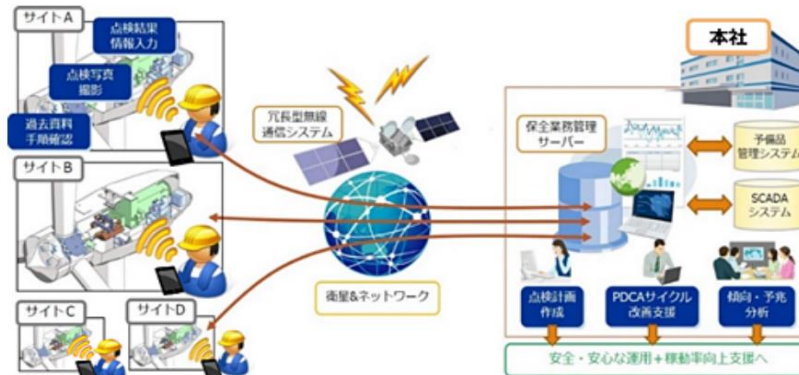 サイトA
点検結果
情報入力
点検写真
撮影
過去資料
手順確認
サイトB
サイトC
サイトD
冗長型無線
通信システム
衛星&ネットワーク
本社
保全業務管理
サーバー
予備品
管理システム
SCADA
システム
点検計画
作成
PDCAサイクル
改善支援
傾向・予兆
分析
安全・安心な運用+稼働率向上支援へ